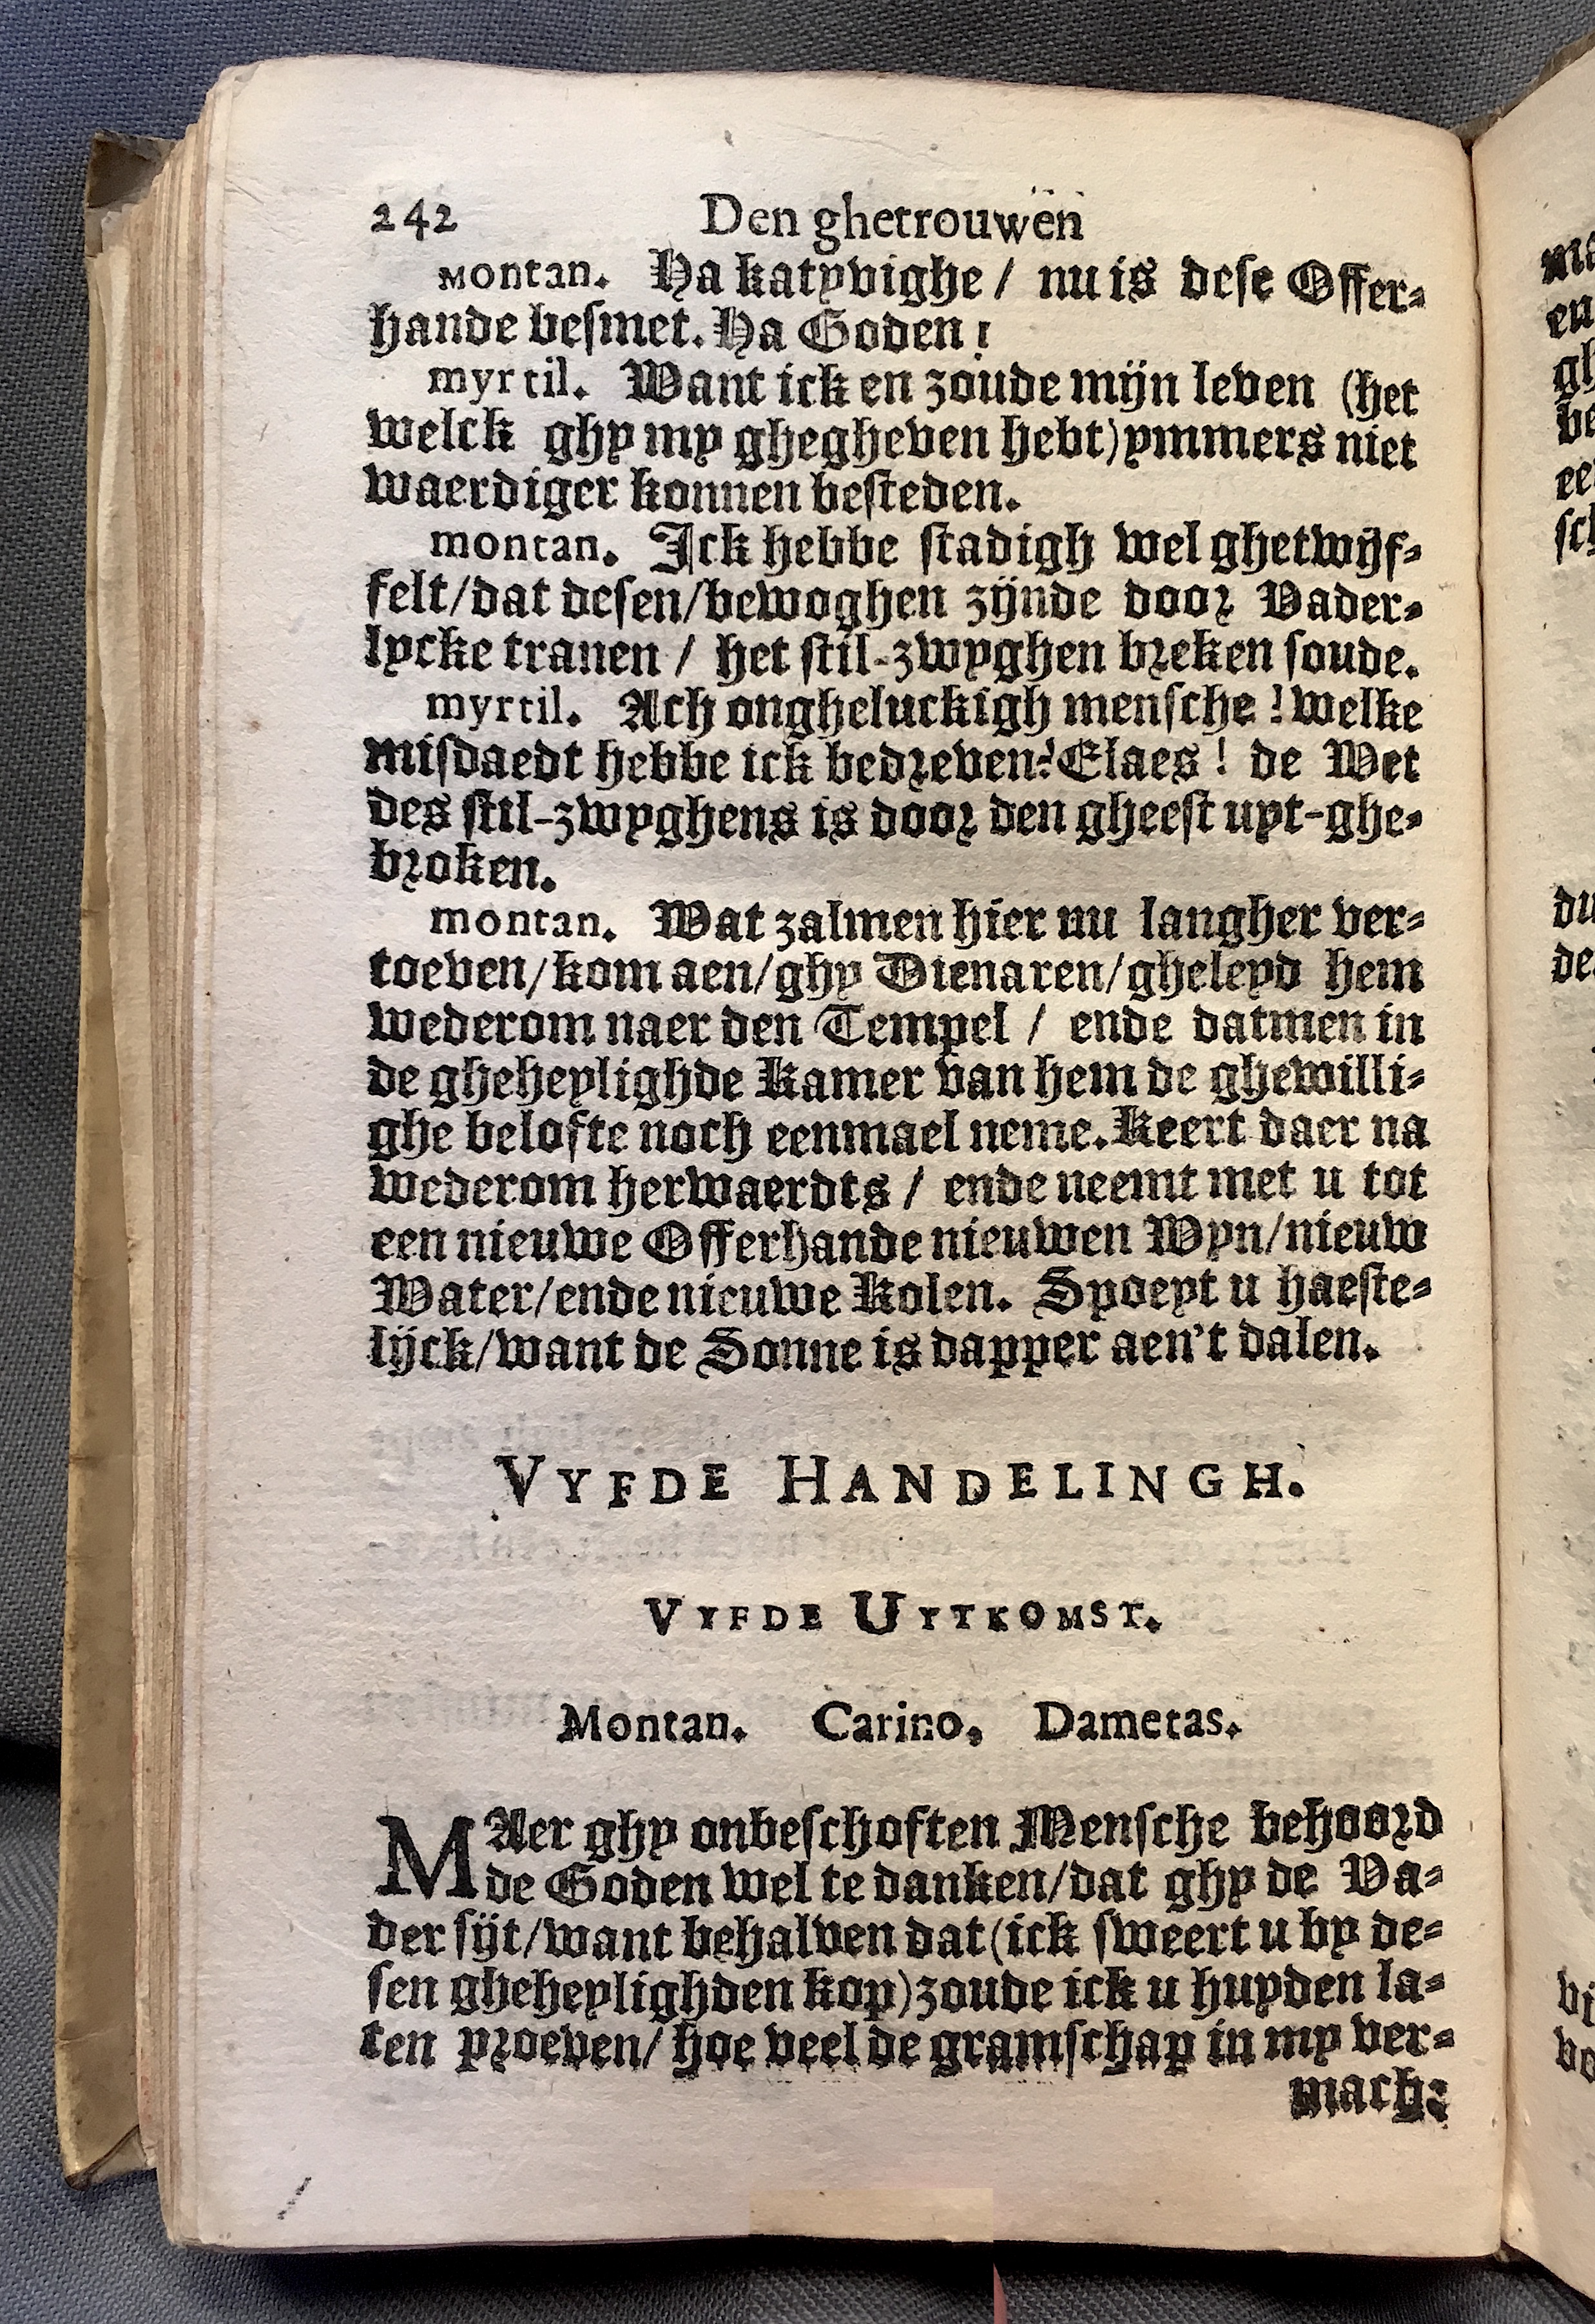 242 Den ghetrouwen
Montan. Ha katyvighe / nu is dese Offer-
hande besmet. Ha Goden!
myrtil. Want ick en zoude mijn leven (het
welck ghy my ghegheven hebt) ymmers niet
waerdiger konnen besteden.
montan. Ick hebbe stadigh wel ghetwijf-
felt/dat desen/bewoghen zijnde door Vader-
lycke tranen / het stil-zwyghen breken soude.
myrtil. Ach ongheluckigh mensche! welke
misdaedt hebbe ick bedreven? Elaes! de Wet
des stil-zwyghens is door den gheest uyt-ghe-
broken.
montan. Wat zalmen hier nu langher ver-
toeven/kom aen/ghy Dienaren/gheleyd hem
wederom naer den Tempel / ende datmen in
de gheheylighde Kamer van hem de ghewilli-
ghe belofte noch eenmael neme. Keert daer na
wederom herwaerdts / ende neemt met u tot
een nieuwe Offerhande nieuwen Wyn/nieuw
Water/ende nieuwe Kolen. Spoeyt u haeste-
lijck/want de Sonne is dapper aen't dalen.
VYFDE HANDELINGH.
VYFDE UYTKOMST.
Montan. Carino, Dametas.
MAer ghy onbeschoften Mensche behoord
de Goden wel te danken/dat ghy de Va-
der sijt/want behalven dat (ick sweert u by de-
sen gheheylighden kop) zoude ick u huyden la-
ten proeven/ hoe veel de gramschap in my ver-
mach: